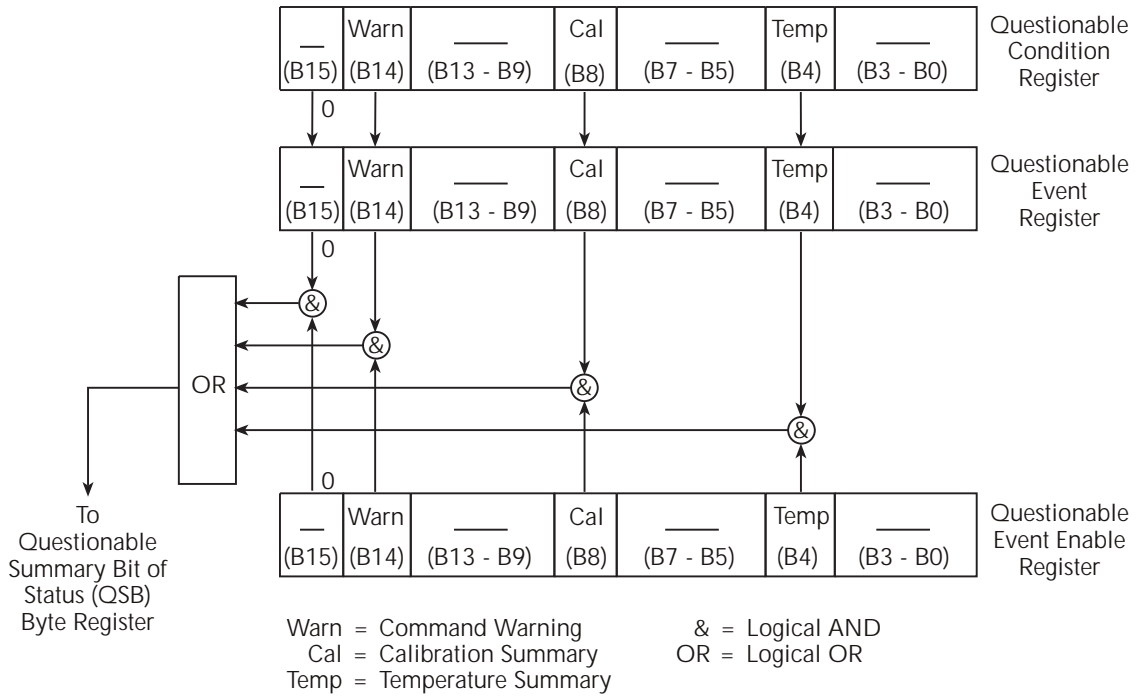 Warn Cal Temp
(B15) (B14) (B13 - B9) (B8) (B7 - B5) (B4) (B3 - B0)
Questionable
Condition
Register
0
Warn Cal Temp
(B15) (B14) (B13 - B9) (B8) (B7 - B5) (B4) (B3 - B0)
Questionable
Event
Register
0
&
&
&
&
OR
0
To
Questionable
Summary Bit of
Status (QSB)
Byte Register
Warn Cal Temp
(B15) (B14) (B13 - B9) (B8) (B7 - B5) (B4) (B3 - B0)
Questionable
Event Enable
Register
Warn = Command Warning
Cal = Calibration Summary
Temp = Temperature Summary
& = Logical AND
OR = Logical OR